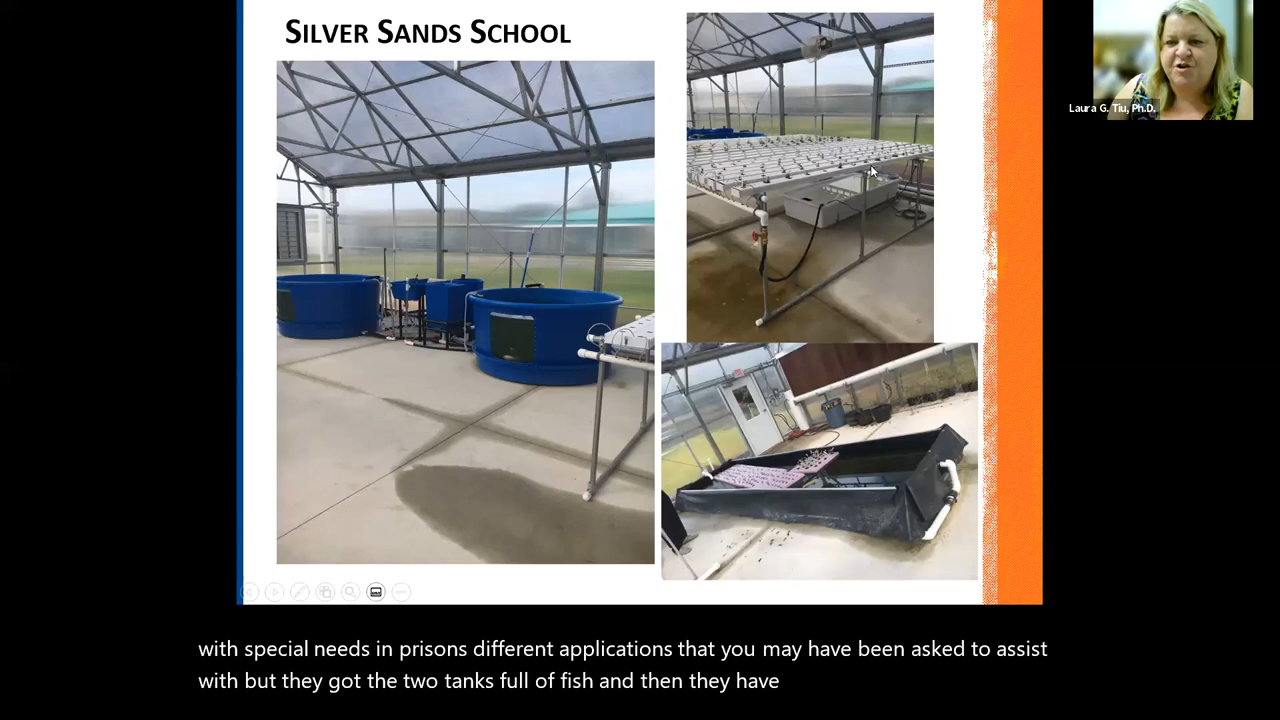 SILVER SANDS SCHOOL
Laura G. Tiu, Ph.D.
with special needs in prisons different applications that you may have been asked to assist
with but they got the two tanks full of fish and then they have